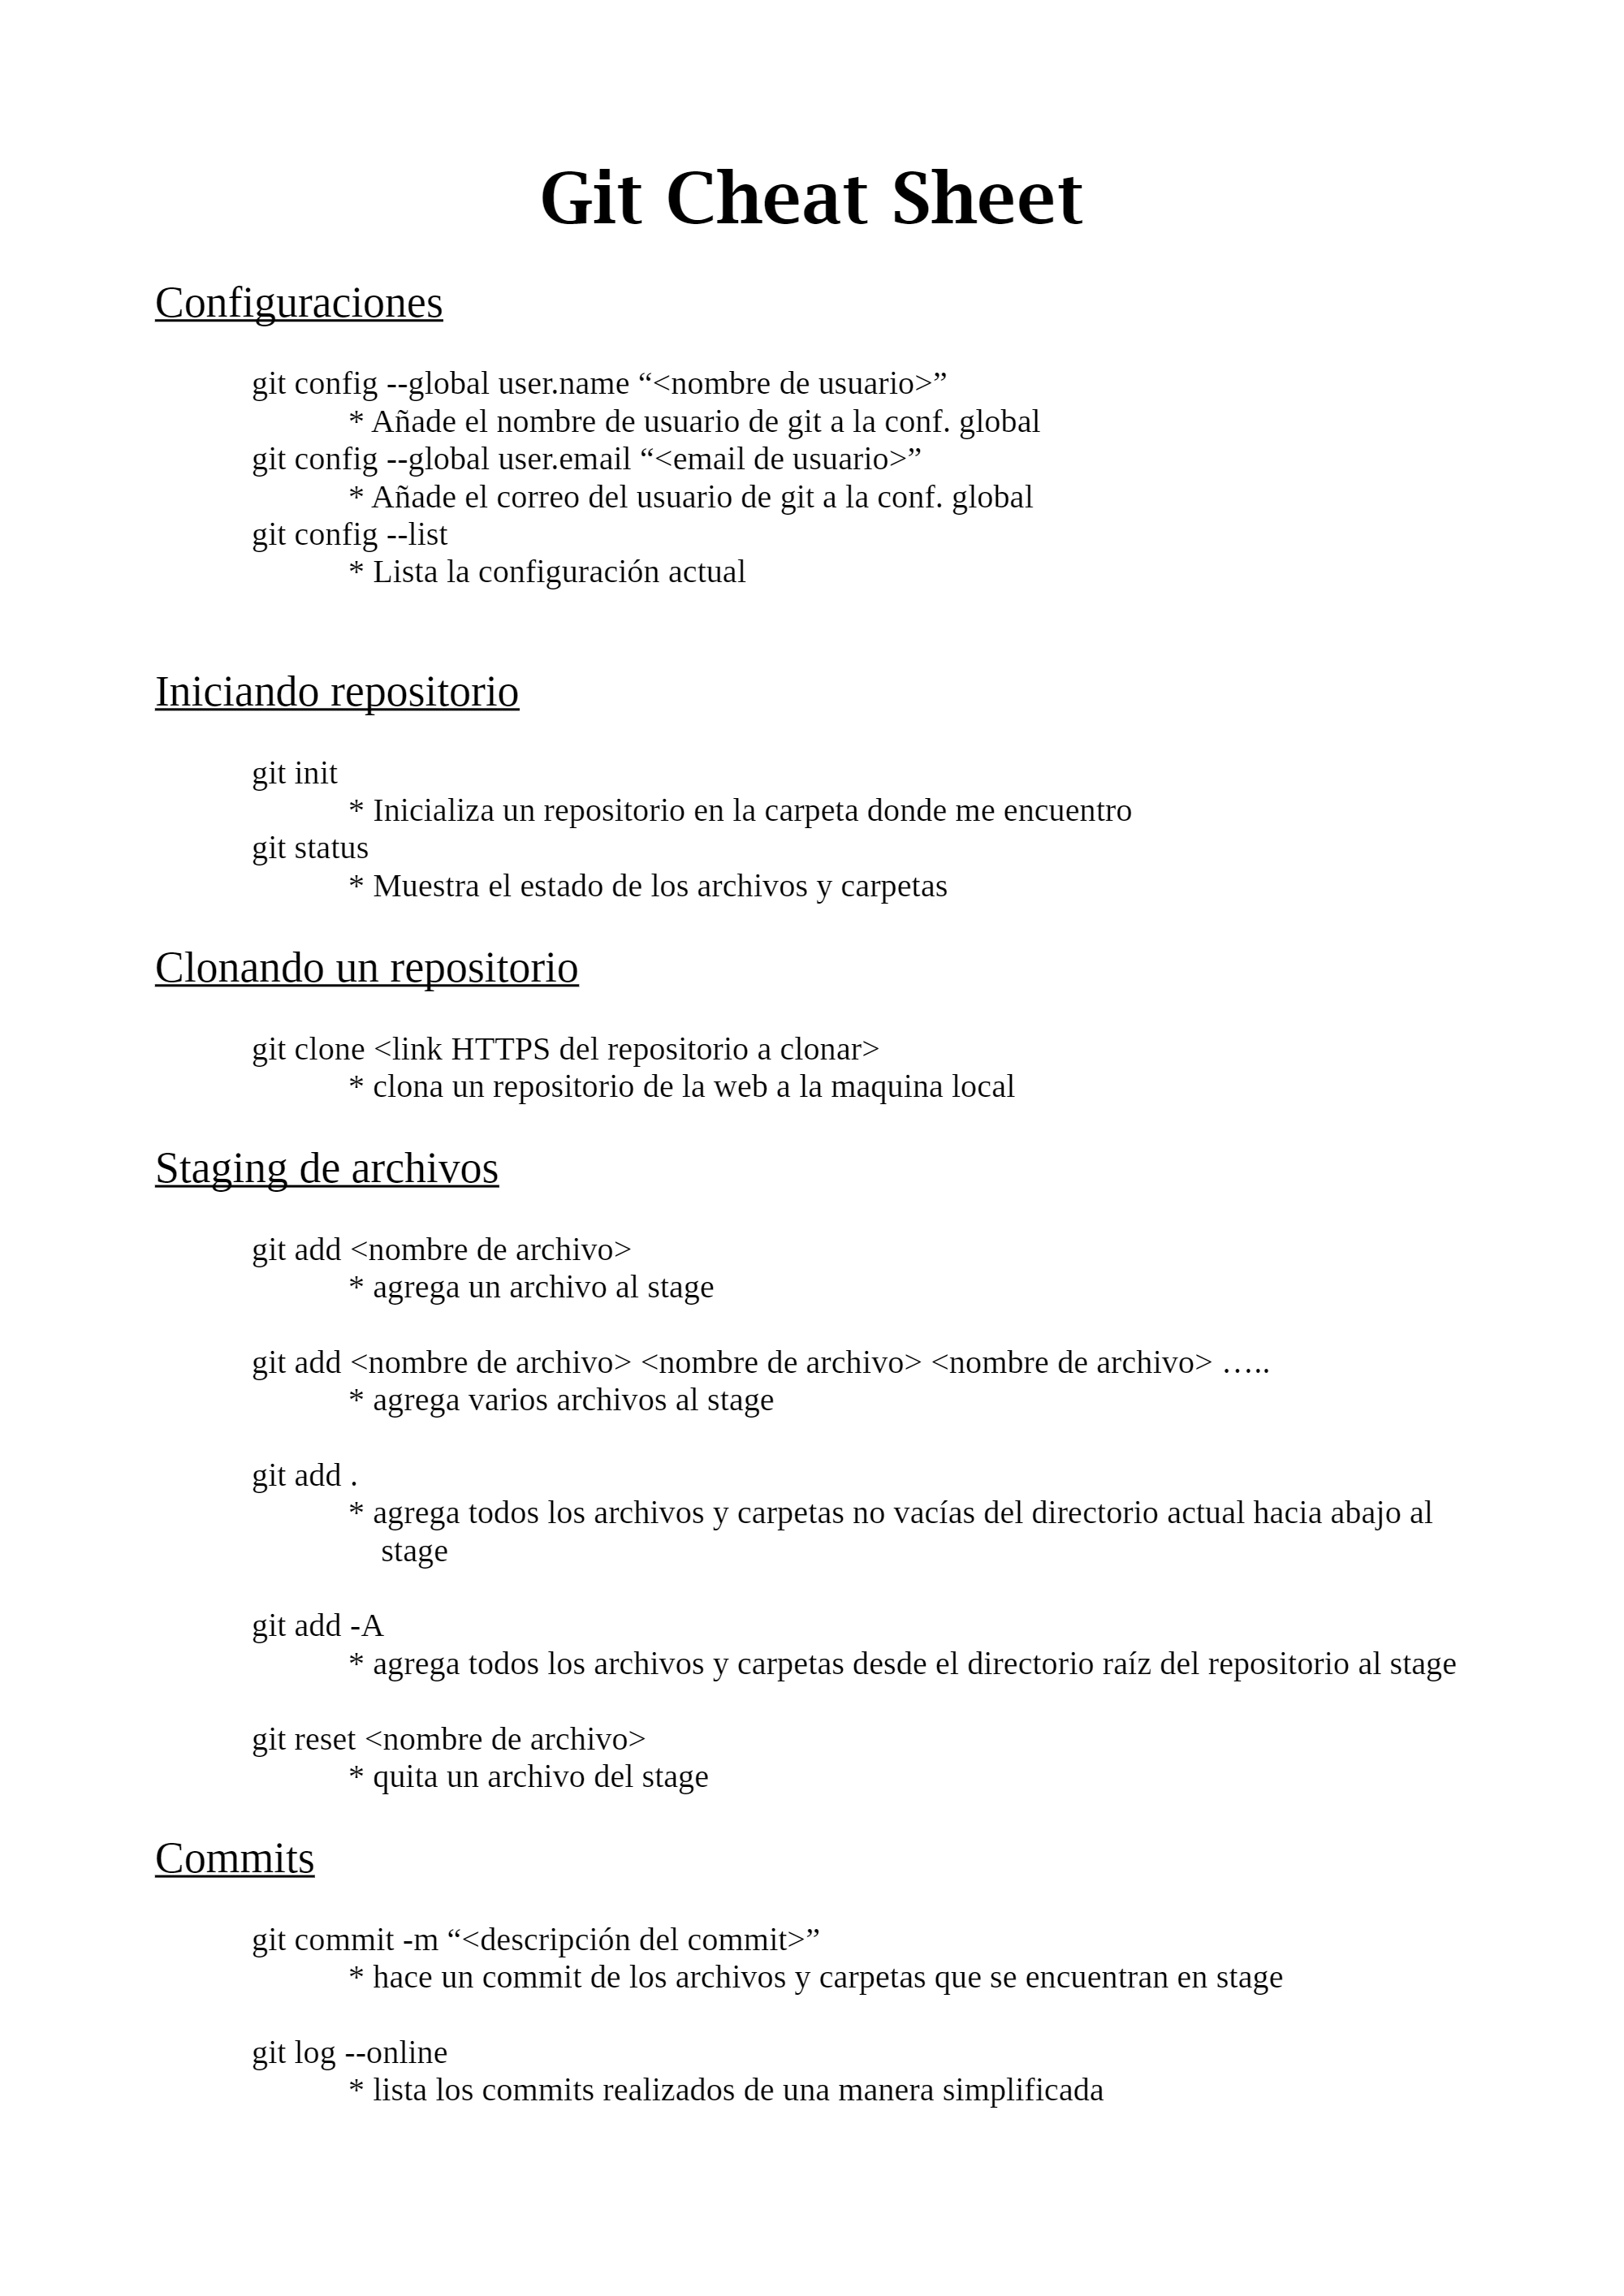 Git Cheat Sheet
Configuraciones
git config --global user.name “<nombre de usuario>”
* Añade el nombre de usuario de git a la conf. global
git config --global user.email “<email de usuario>”
* Añade el correo del usuario de git a la conf. global
git config --list
* Lista la configuración actual
Iniciando repositorio
git init
* Inicializa un repositorio en la carpeta donde me encuentro
git status
* Muestra el estado de los archivos y carpetas
Clonando un repositorio
git clone <link HTTPS del repositorio a clonar>
* clona un repositorio de la web a la maquina local
Staging de archivos
git add <nombre de archivo>
* agrega un archivo al stage
git add <nombre de archivo> <nombre de archivo> <nombre de archivo> …..
* agrega varios archivos al stage
git add .
* agrega todos los archivos y carpetas no vacías del directorio actual hacia abajo al
stage
git add -A
* agrega todos los archivos y carpetas desde el directorio raíz del repositorio al stage
git reset <nombre de archivo>
* quita un archivo del stage
Commits
git commit -m “<descripción del commit>”
* hace un commit de los archivos y carpetas que se encuentran en stage
git log --online
* lista los commits realizados de una manera simplificada